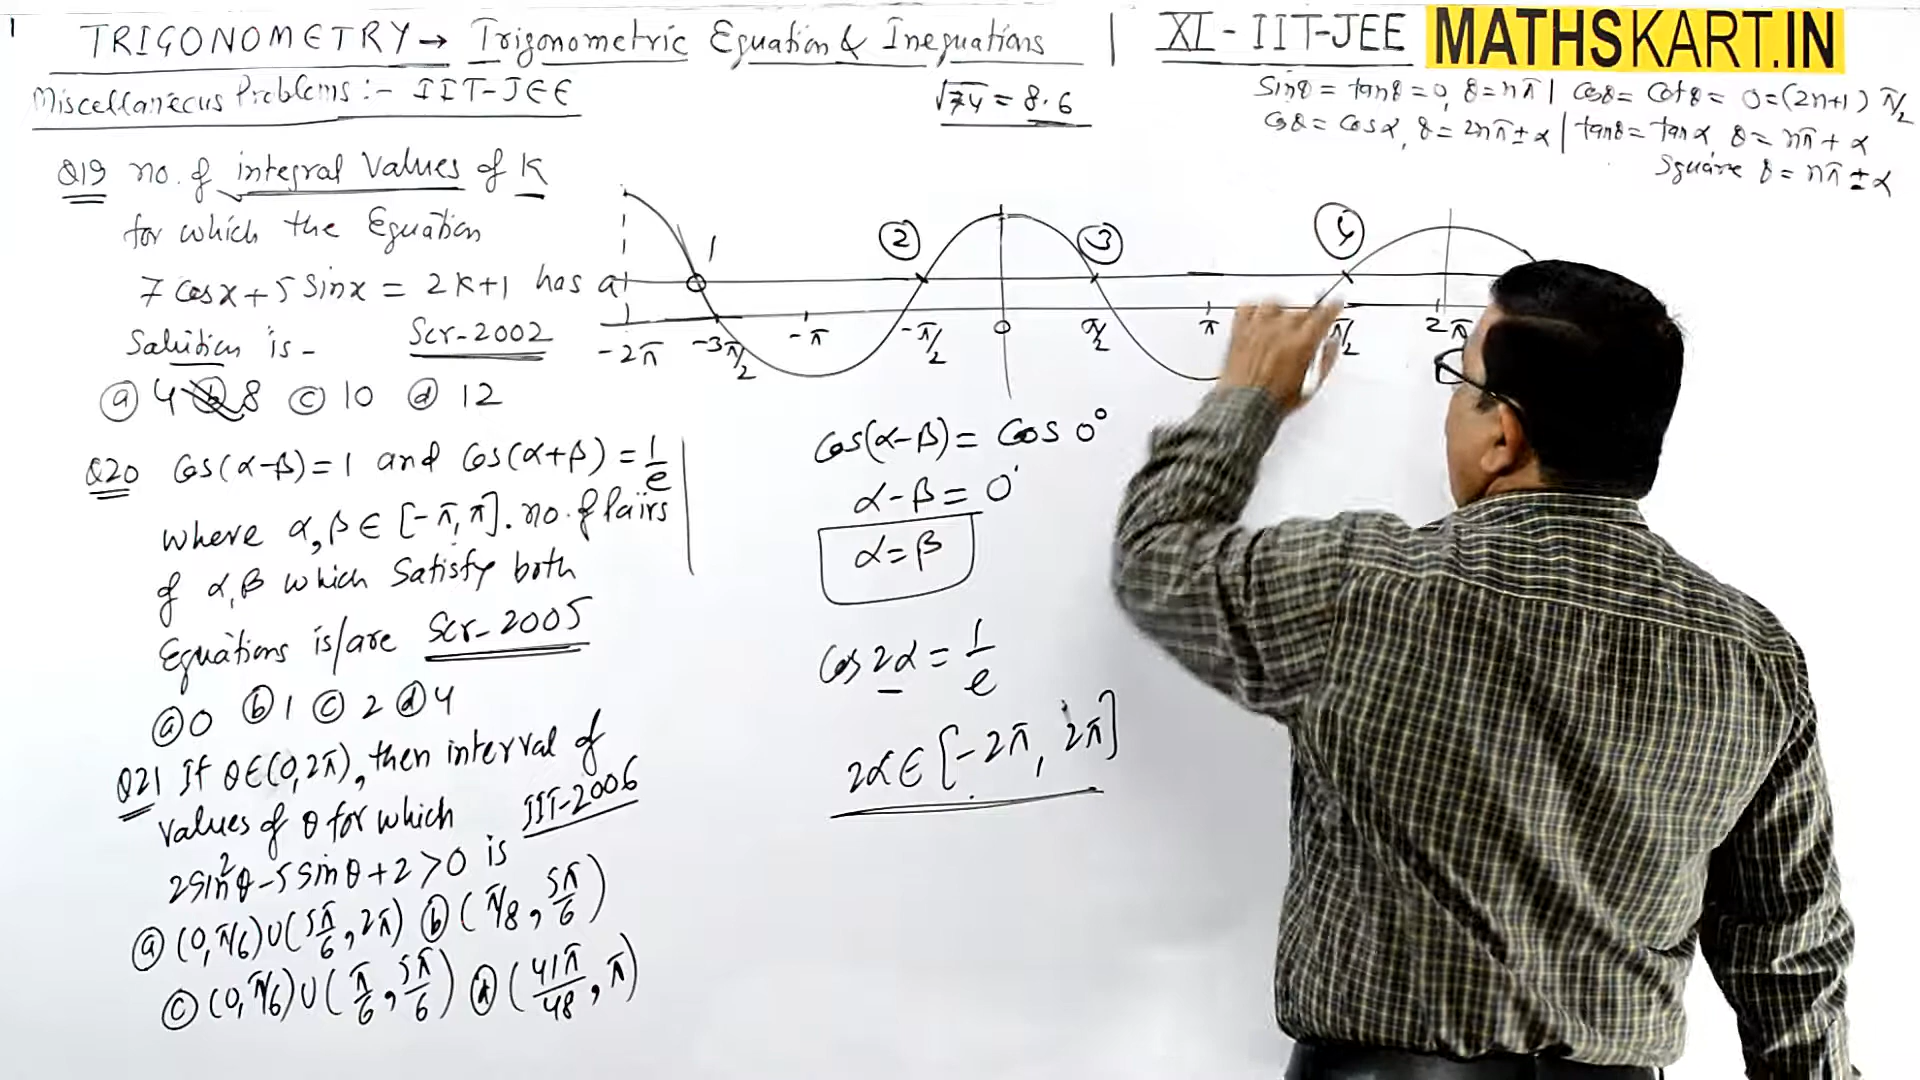 1
TRIGONOMETRY → Trigonometric Equation & Inequations | XI - IIT-JEE MATHSKART.IN
Miscellaneous Problems :- IIT-JEE
√74 = 8.6
Sinθ = tanθ = 0, θ = nπ | Cosθ = Cotθ = 0 = (2n+1) π/2
Cosθ = Cosα, θ = 2nπ ± α | tanθ = tanα, θ = nπ + α
Square θ = nπ ± α
Q19 no. of integral Values of K
for which the Equation
7 Cosx + 5 Sinx = 2K+1 has a
Solution is - Scr-2002
(a) 4 (b) 8 (c) 10 (d) 12
1 (2) (3) (4)
-2π -3π/2 -π -π/2 0 π/2 π π/2 2π
Q20 Cos(α-β) = 1 and Cos(α+β) = 1/e
where α, β ∈ [-π, π]. no. of Pairs
of α, β which Satisfy both
Equations is/are Scr-2005
(a) 0 (b) 1 (c) 2 (d) 4
Q21 If θ∈(0,2π), then interval of
Values of θ for which IIT-2006
2Sin²θ - 5 Sinθ + 2 > 0 is
(a) (0, π/6) ∪ (5π/6, 2π) (b) (π/8, 5π/6)
(c) (0, π/6) ∪ (π/6, 5π/6) (d) (41π/48, π)
Cos(α-β) = Cos 0°
α-β = 0°
α = β
Cos 2α = 1/e
2α ∈ [-2π, 2π]